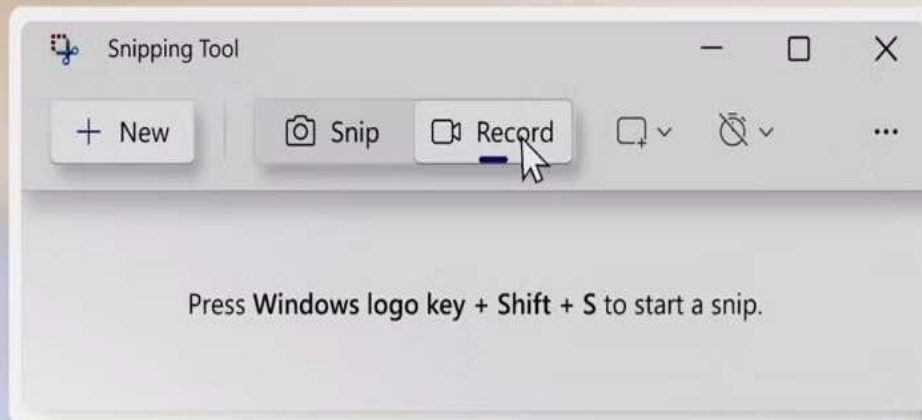 Snipping Tool
New
Snip
Record
Press Windows logo key + Shift + S to start a snip.